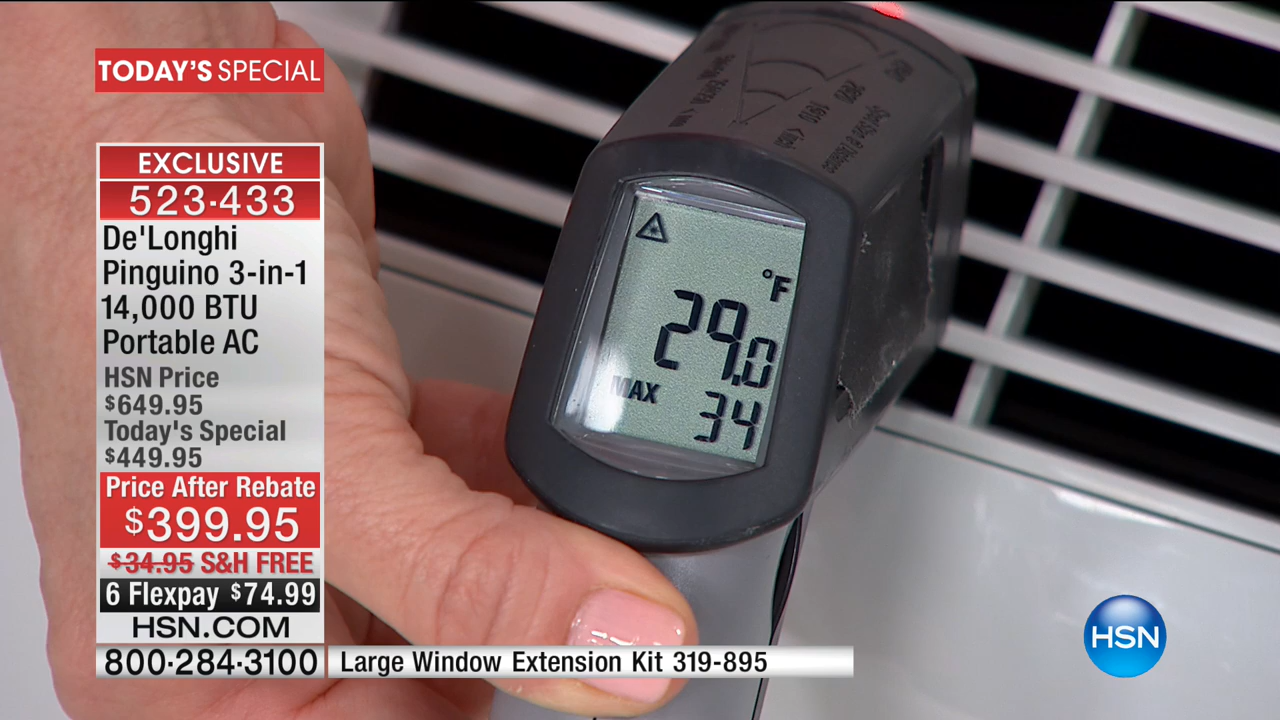 TODAY'S SPECIAL
EXCLUSIVE
523·433
De'Longhi
Pinguino 3-in-1
14,000 BTU
Portable AC
HSN Price
$649.95
Today's Special
$449.95
Price After Rebate
$399.95
$34.95 S&H FREE
6 Flexpay $74.99
HSN.COM
800·284·3100
Large Window Extension Kit 319-895
°F
29.0
MAX 34
HSN